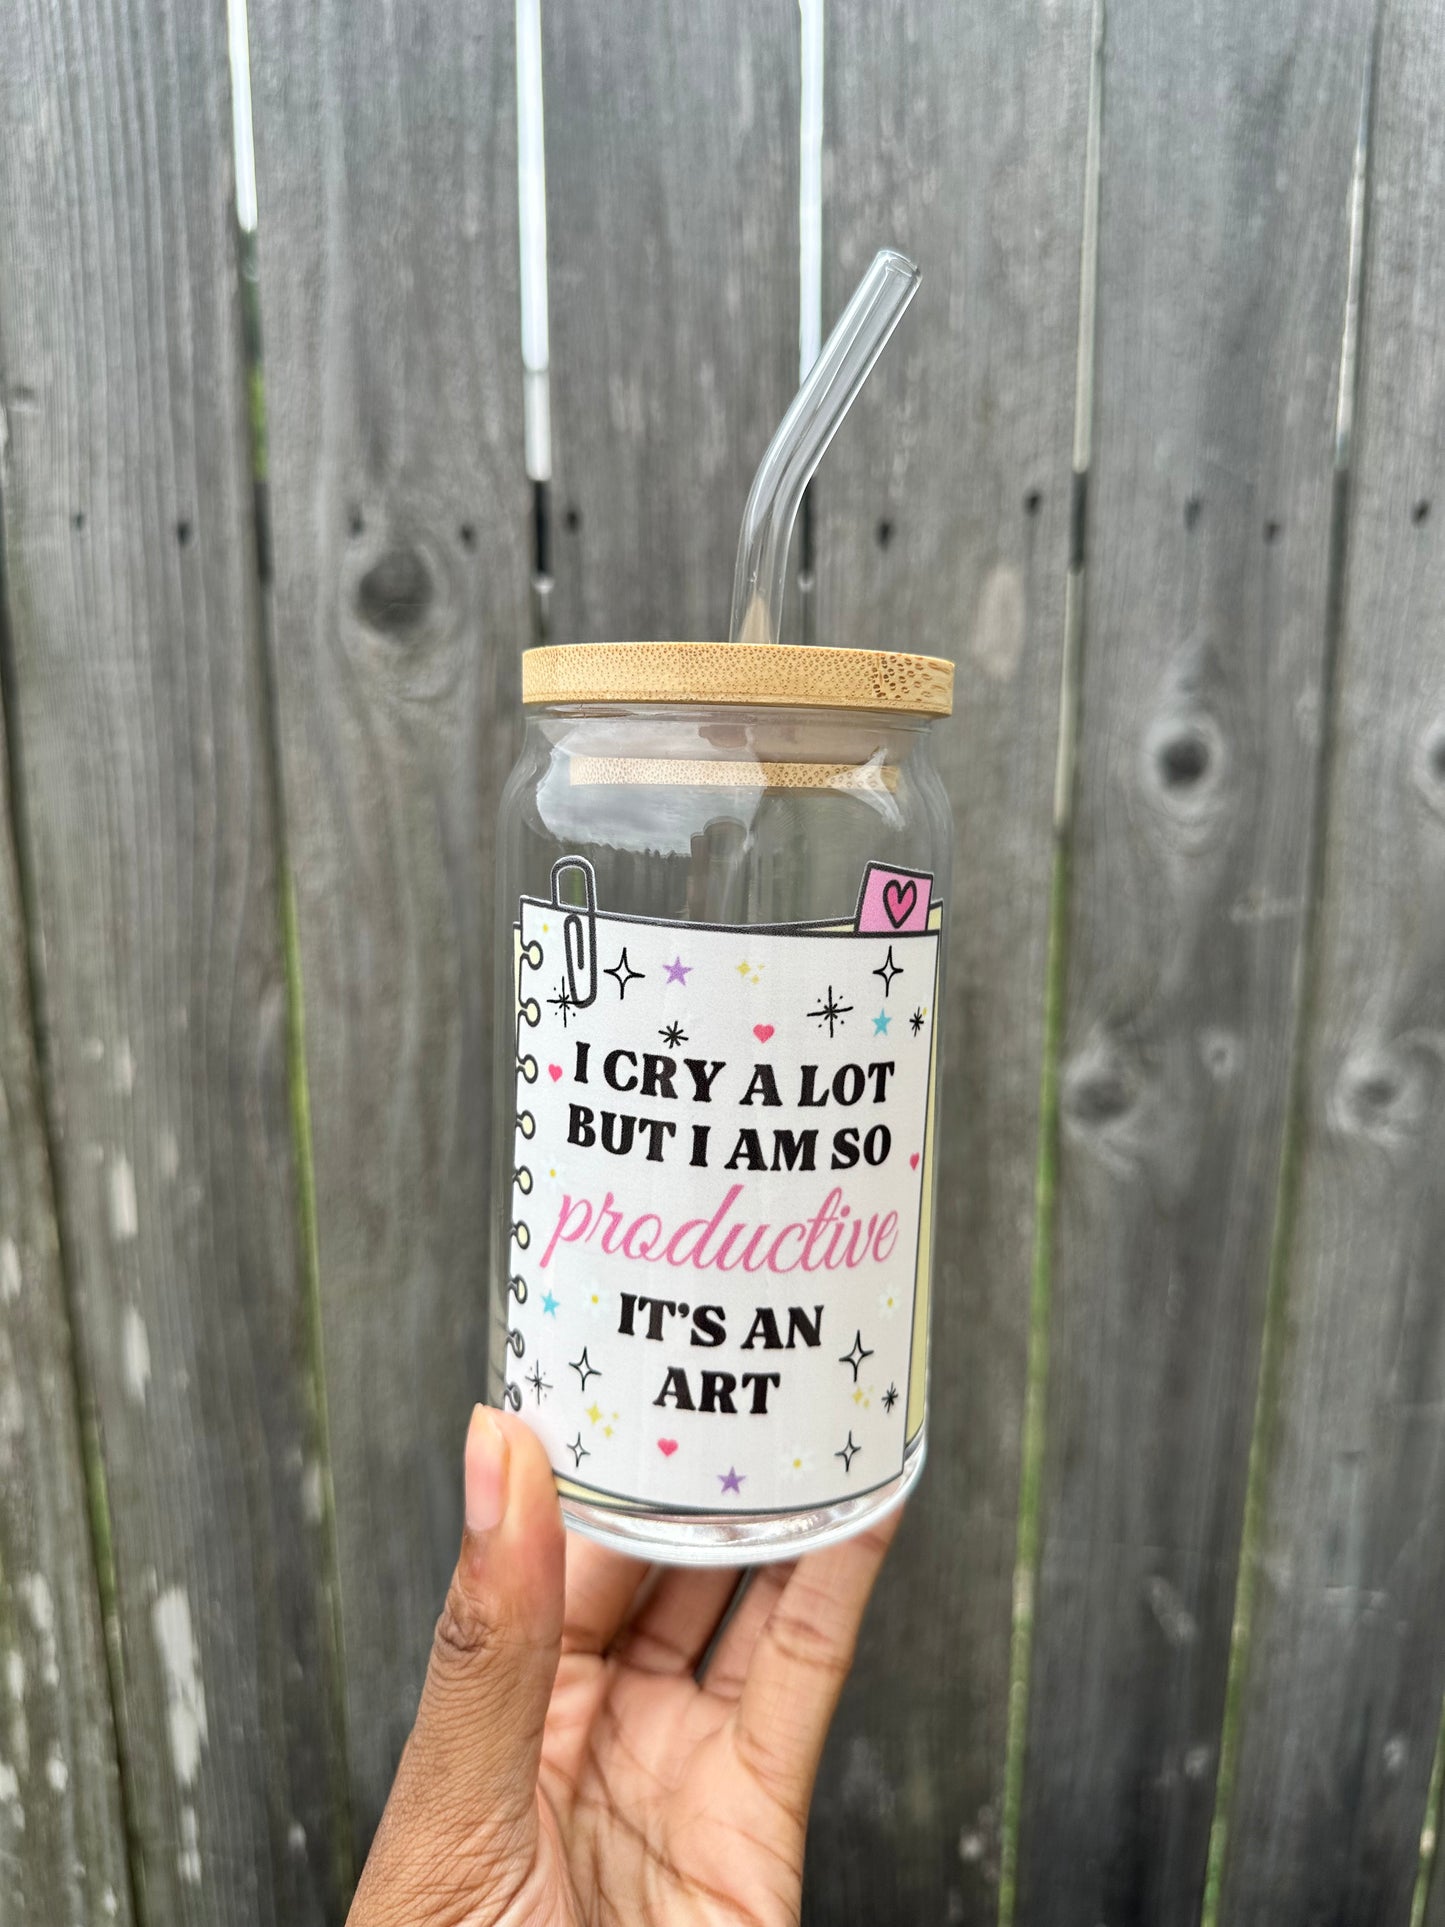 I CRY A LOT
BUT I AM SO
productive
IT'S AN
ART